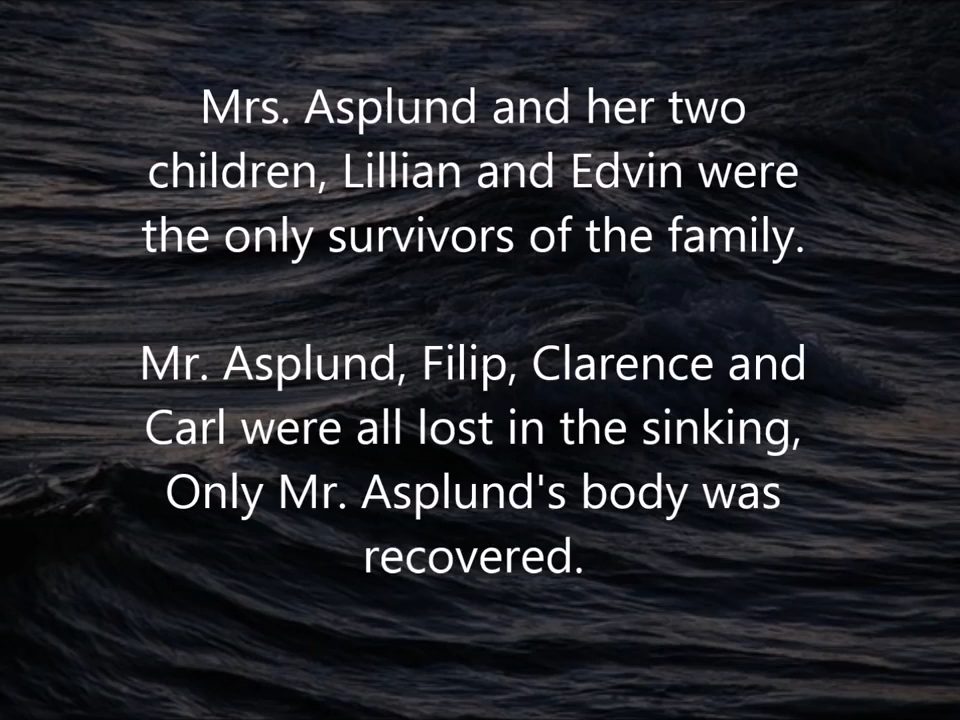 Mrs. Asplund and her two
children, Lillian and Edvin were
the only survivors of the family.
Mr. Asplund, Filip, Clarence and
Carl were all lost in the sinking,
Only Mr. Asplund's body was
recovered.